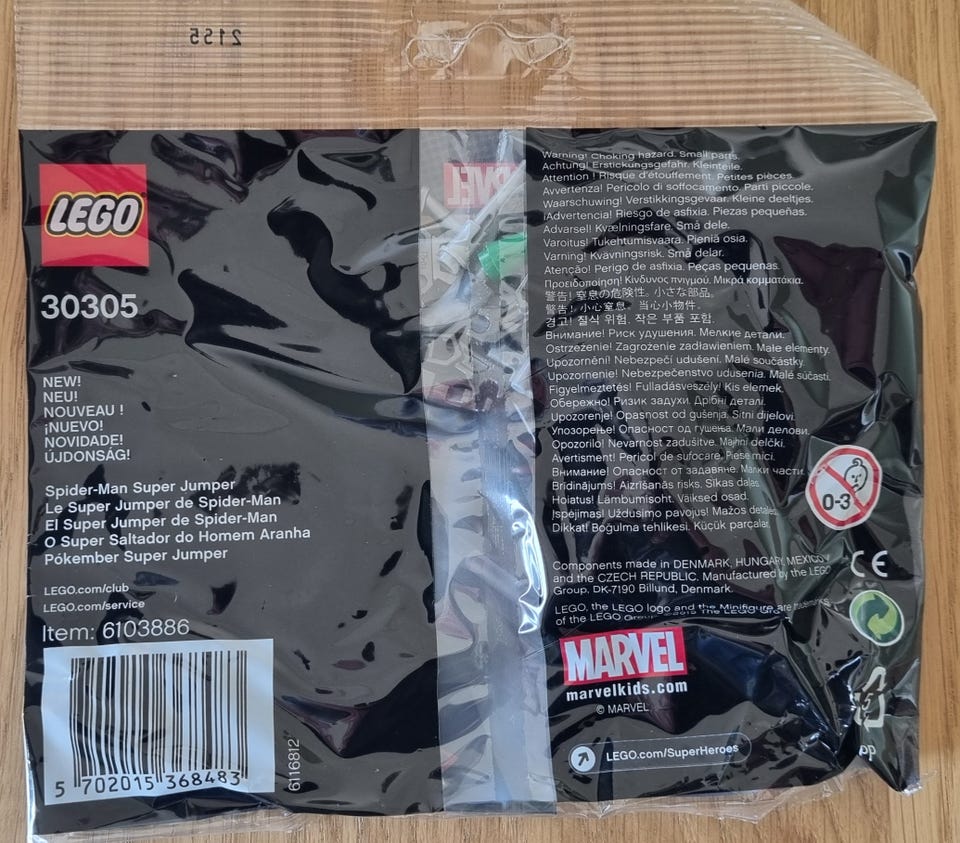 2155
LEGO
30305
NEW!
NEU!
NOUVEAU !
¡NUEVO!
NOVIDADE!
ÚJDONSÁG!
Spider-Man Super Jumper
Le Super Jumper de Spider-Man
El Super Jumper de Spider-Man
O Super Saltador do Homem Aranha
Pókember Super Jumper
LEGO.com/club
LEGO.com/service
Item: 6103886
5 702015 368483
6116812
Warning! Choking hazard. Small parts.
Achtung! Erstickungsgefahr. Kleinteile.
Attention ! Risque d'étouffement. Petites pièces.
Avvertenza! Pericolo di soffocamento. Parti piccole.
Waarschuwing! Verstikkingsgevaar. Kleine deeltjes.
¡Advertencia! Riesgo de asfixia. Piezas pequeñas.
Advarsel! Kvælningsfare. Små dele.
Varoitus! Tukehtumisvaara. Pieniä osia.
Varning! Kvävningsrisk. Små delar.
Atenção! Perigo de asfixia. Peças pequenas.
Προειδοποίηση! Κίνδυνος πνιγμού. Μικρά κομματάκια.
警告! 窒息の危険性。小さな部品。
警告! 小心窒息。当心小物件。
경고! 질식 위험. 작은 부품 포함.
Внимание! Риск удушения. Мелкие детали.
Ostrzeżenie! Zagrożenie zadławieniem. Małe elementy.
Upozornění! Nebezpečí udušení. Malé součástky.
Upozornenie! Nebezpečenstvo udusenia. Malé súčasti.
Figyelmeztetés! Fulladásveszély! Kis elemek.
Обережно! Ризик задухи. Дрібні деталі.
Upozorenje! Opasnost od gušenja. Sitni dijelovi.
Упозорење! Опасност од гушења. Мали делови.
Opozorilo! Nevarnost zadušitve. Majhni delčki.
Avertisment! Pericol de sufocare. Piese mici.
Внимание! Опасност от задавяне. Малки части.
Brīdinājums! Aizrīšanās risks. Sīkas daļas.
Hoiatus! Lämbumisoht. Väiksed osad.
Įspėjimas! Uždusimo pavojus! Mažos detalės.
Dikkat! Boğulma tehlikesi. Küçük parçalar.
0-3
Components made in DENMARK, HUNGARY, MEXICO
and the CZECH REPUBLIC. Manufactured by the LEGO
Group. DK-7190 Billund, Denmark.
CE
LEGO, the LEGO logo and the Minifigure are trademarks
of the LEGO Group. ©2015 The LEGO
MARVEL
marvelkids.com
© MARVEL
LEGO.com/SuperHeroes
PP